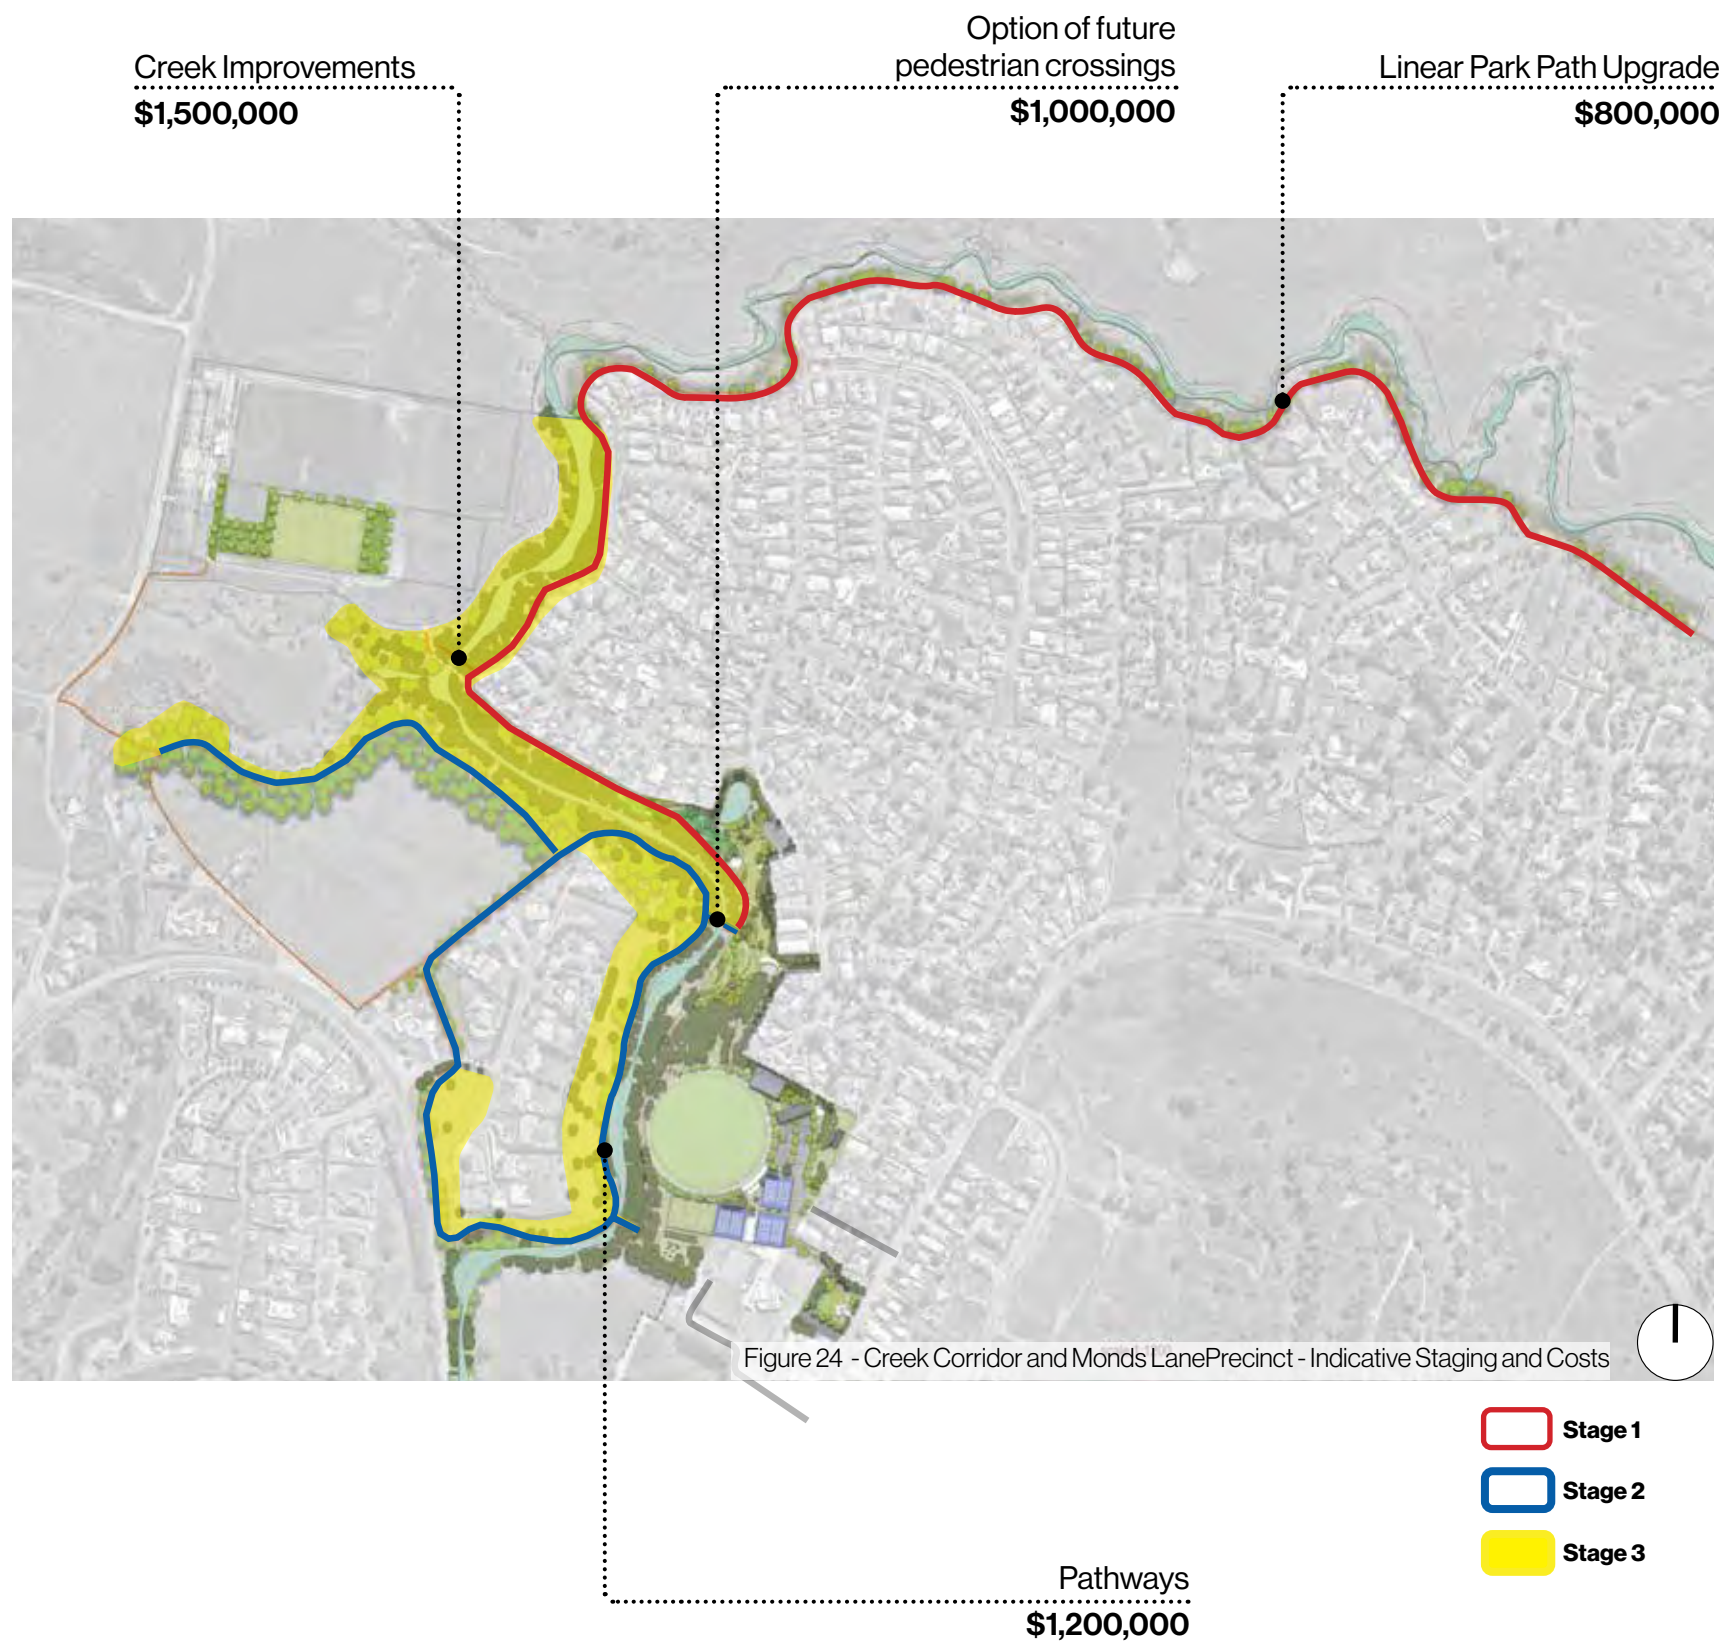 Creek Improvements
$1,500,000
Option of future
pedestrian crossings
$1,000,000
Linear Park Path Upgrade
$800,000
Figure 24 - Creek Corridor and Monds LanePrecinct - Indicative Staging and Costs
Stage 1
Stage 2
Stage 3
Pathways
$1,200,000